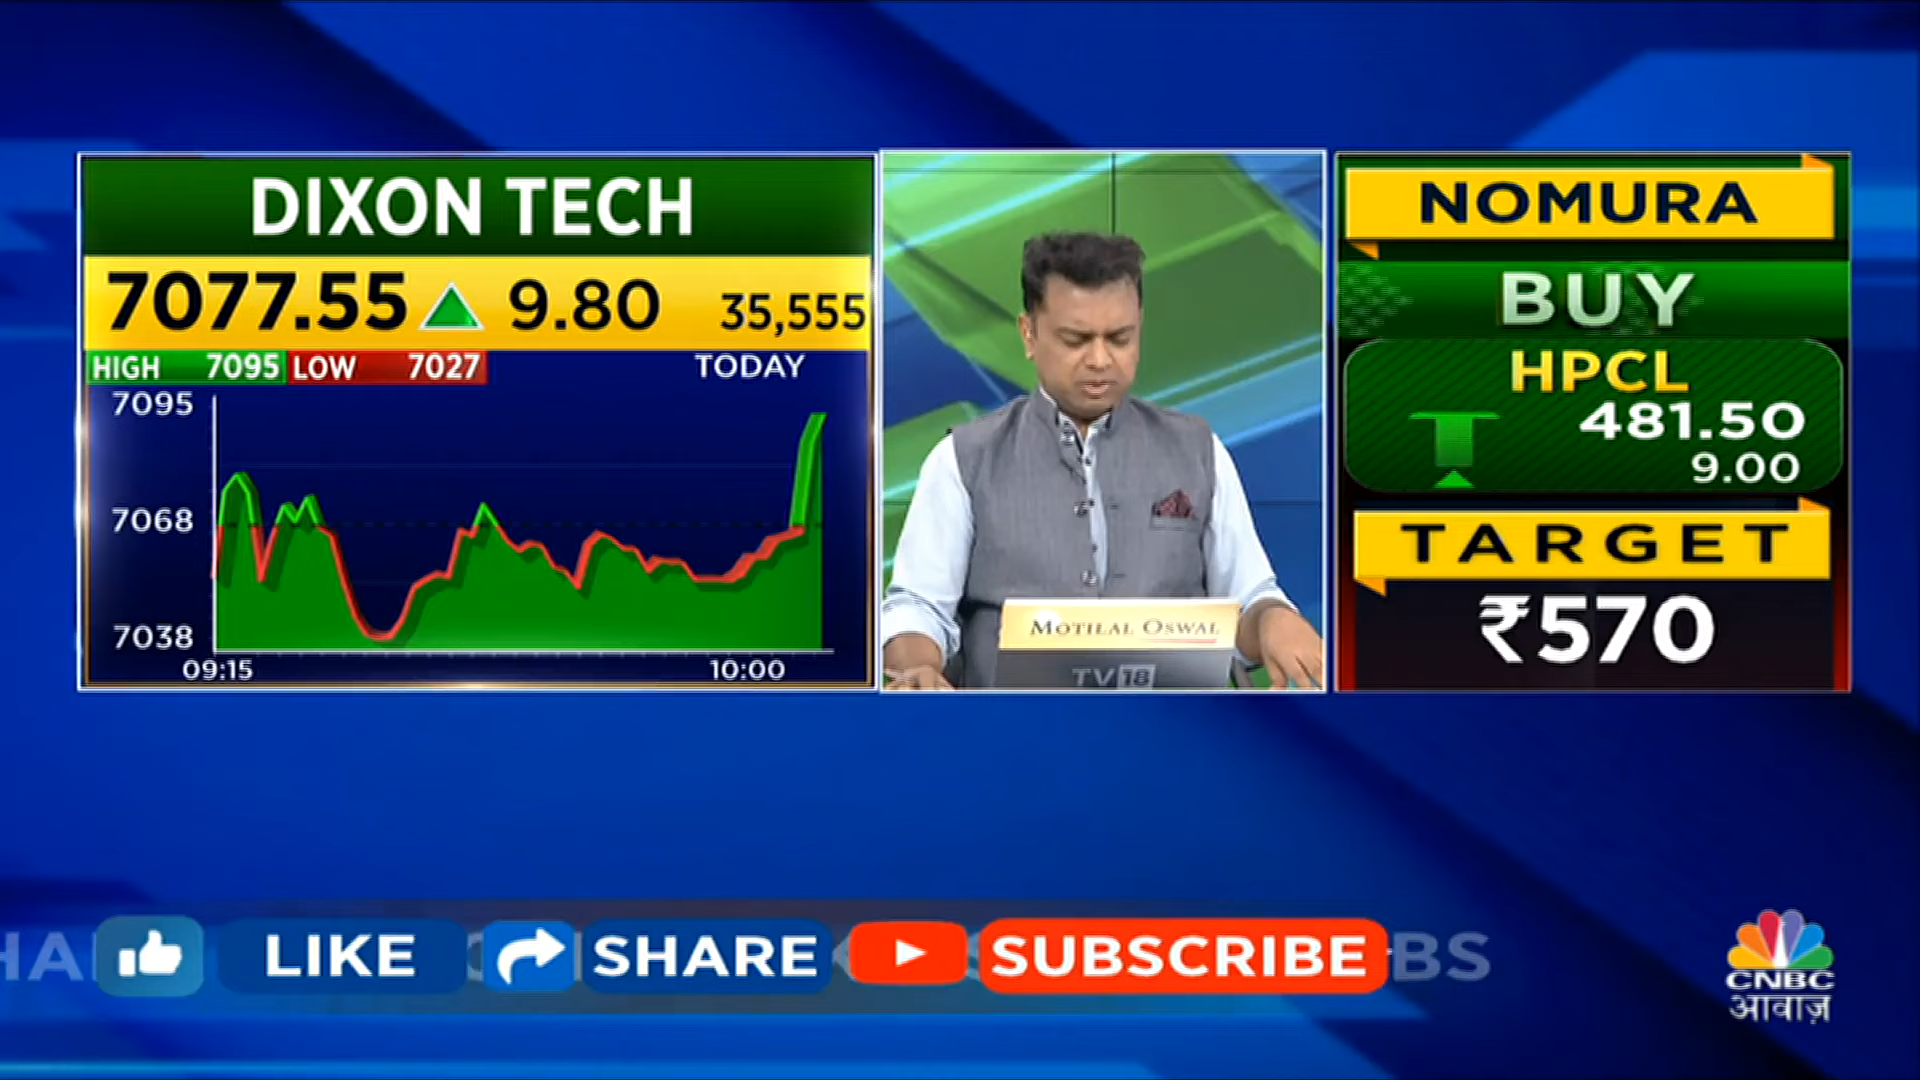 DIXON TECH
7077.55 9.80 35,555
HIGH 7095 LOW 7027 TODAY
7095
7068
7038
09:15 10:00
MOTILAL OSWAL
TV18
NOMURA
BUY
HPCL
481.50
9.00
TARGET
₹570
LIKE SHARE SUBSCRIBE
CNBC
आवाज़